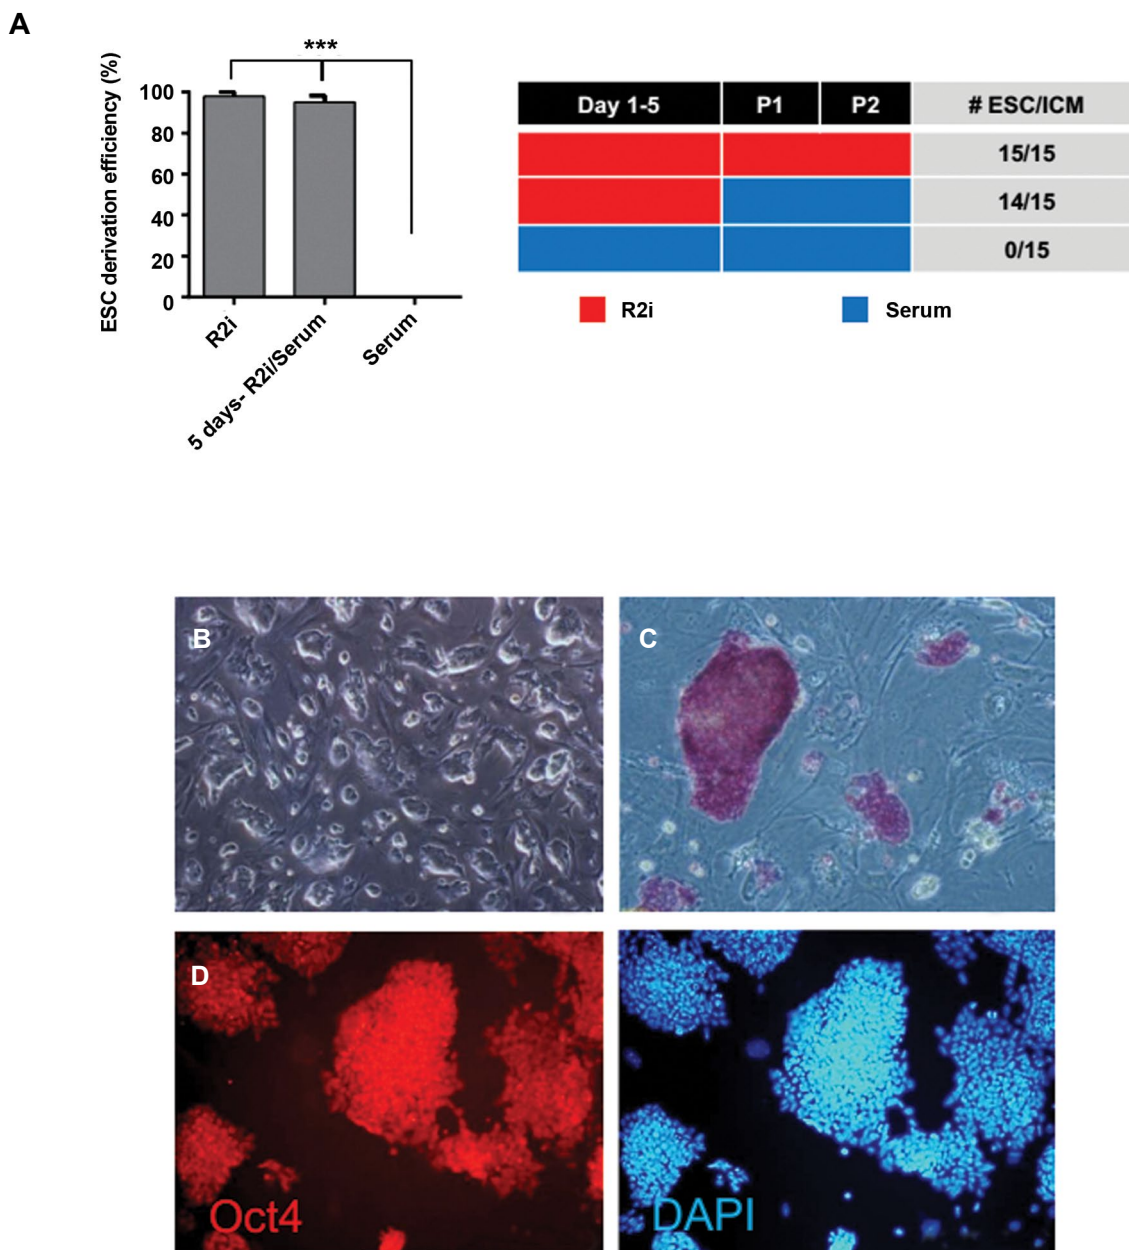 A
***
ESC derivation efficiency (%)
100
80
60
40
20
0
R2i
5 days- R2i/Serum
Serum
Day 1-5 P1 P2 # ESC/ICM
15/15
14/15
0/15
R2i Serum
B
C
D
Oct4
DAPI